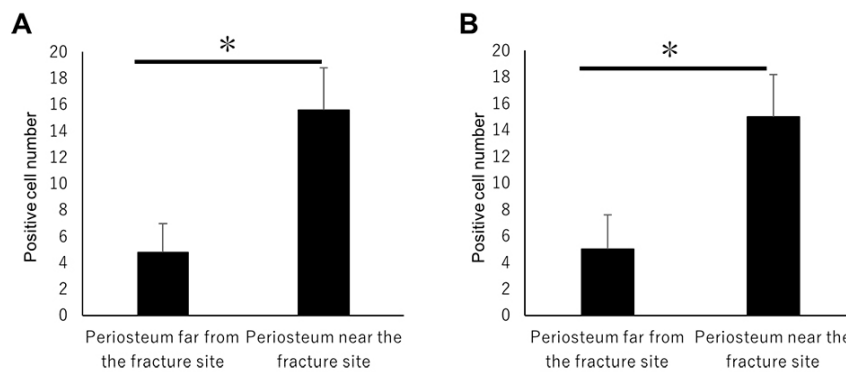 A
*
Positive cell number
20
18
16
14
12
10
8
6
4
2
0
Periosteum far from
the fracture site
Periosteum near the
fracture site
B
*
Positive cell number
20
18
16
14
12
10
8
6
4
2
0
Periosteum far from
the fracture site
Periosteum near the
fracture site